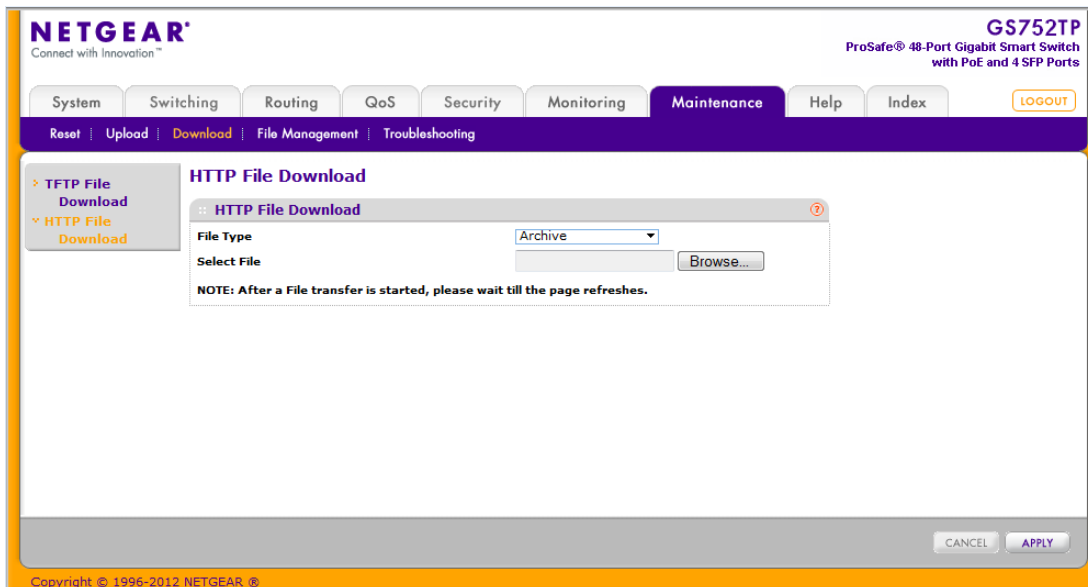 NETGEAR®
Connect with Innovation™
GS752TP
ProSafe® 48-Port Gigabit Smart Switch
with PoE and 4 SFP Ports
System Switching Routing QoS Security Monitoring Maintenance Help Index LOGOUT
Reset Upload Download File Management Troubleshooting
TFTP File
Download
HTTP File
Download
HTTP File Download
HTTP File Download ?
File Type Archive
Select File Browse...
NOTE: After a File transfer is started, please wait till the page refreshes.
CANCEL APPLY
Copyright © 1996-2012 NETGEAR ®